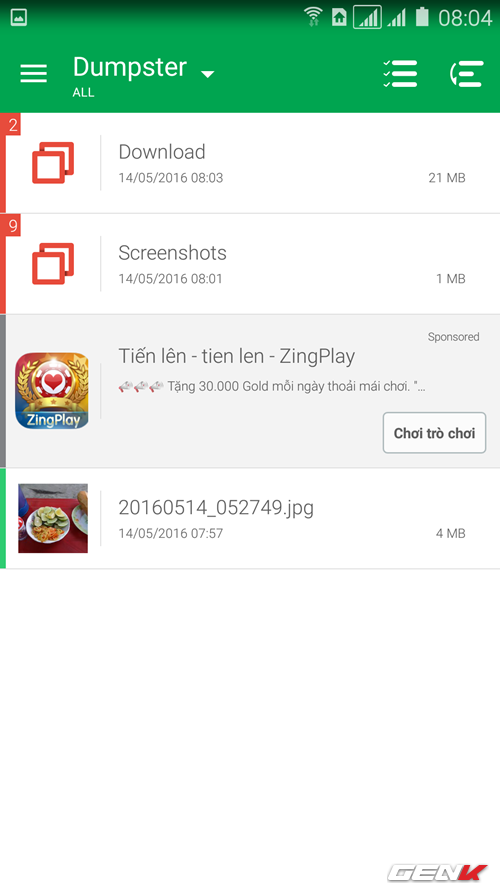 08:04
Dumpster
ALL
2
Download
14/05/2016 08:03
21 MB
9
Screenshots
14/05/2016 08:01
1 MB
Sponsored
Tiến lên - tien len - ZingPlay
Tặng 30.000 Gold mỗi ngày thoải mái chơi. "...
ZingPlay
Chơi trò chơi
20160514_052749.jpg
14/05/2016 07:57
4 MB
GENK